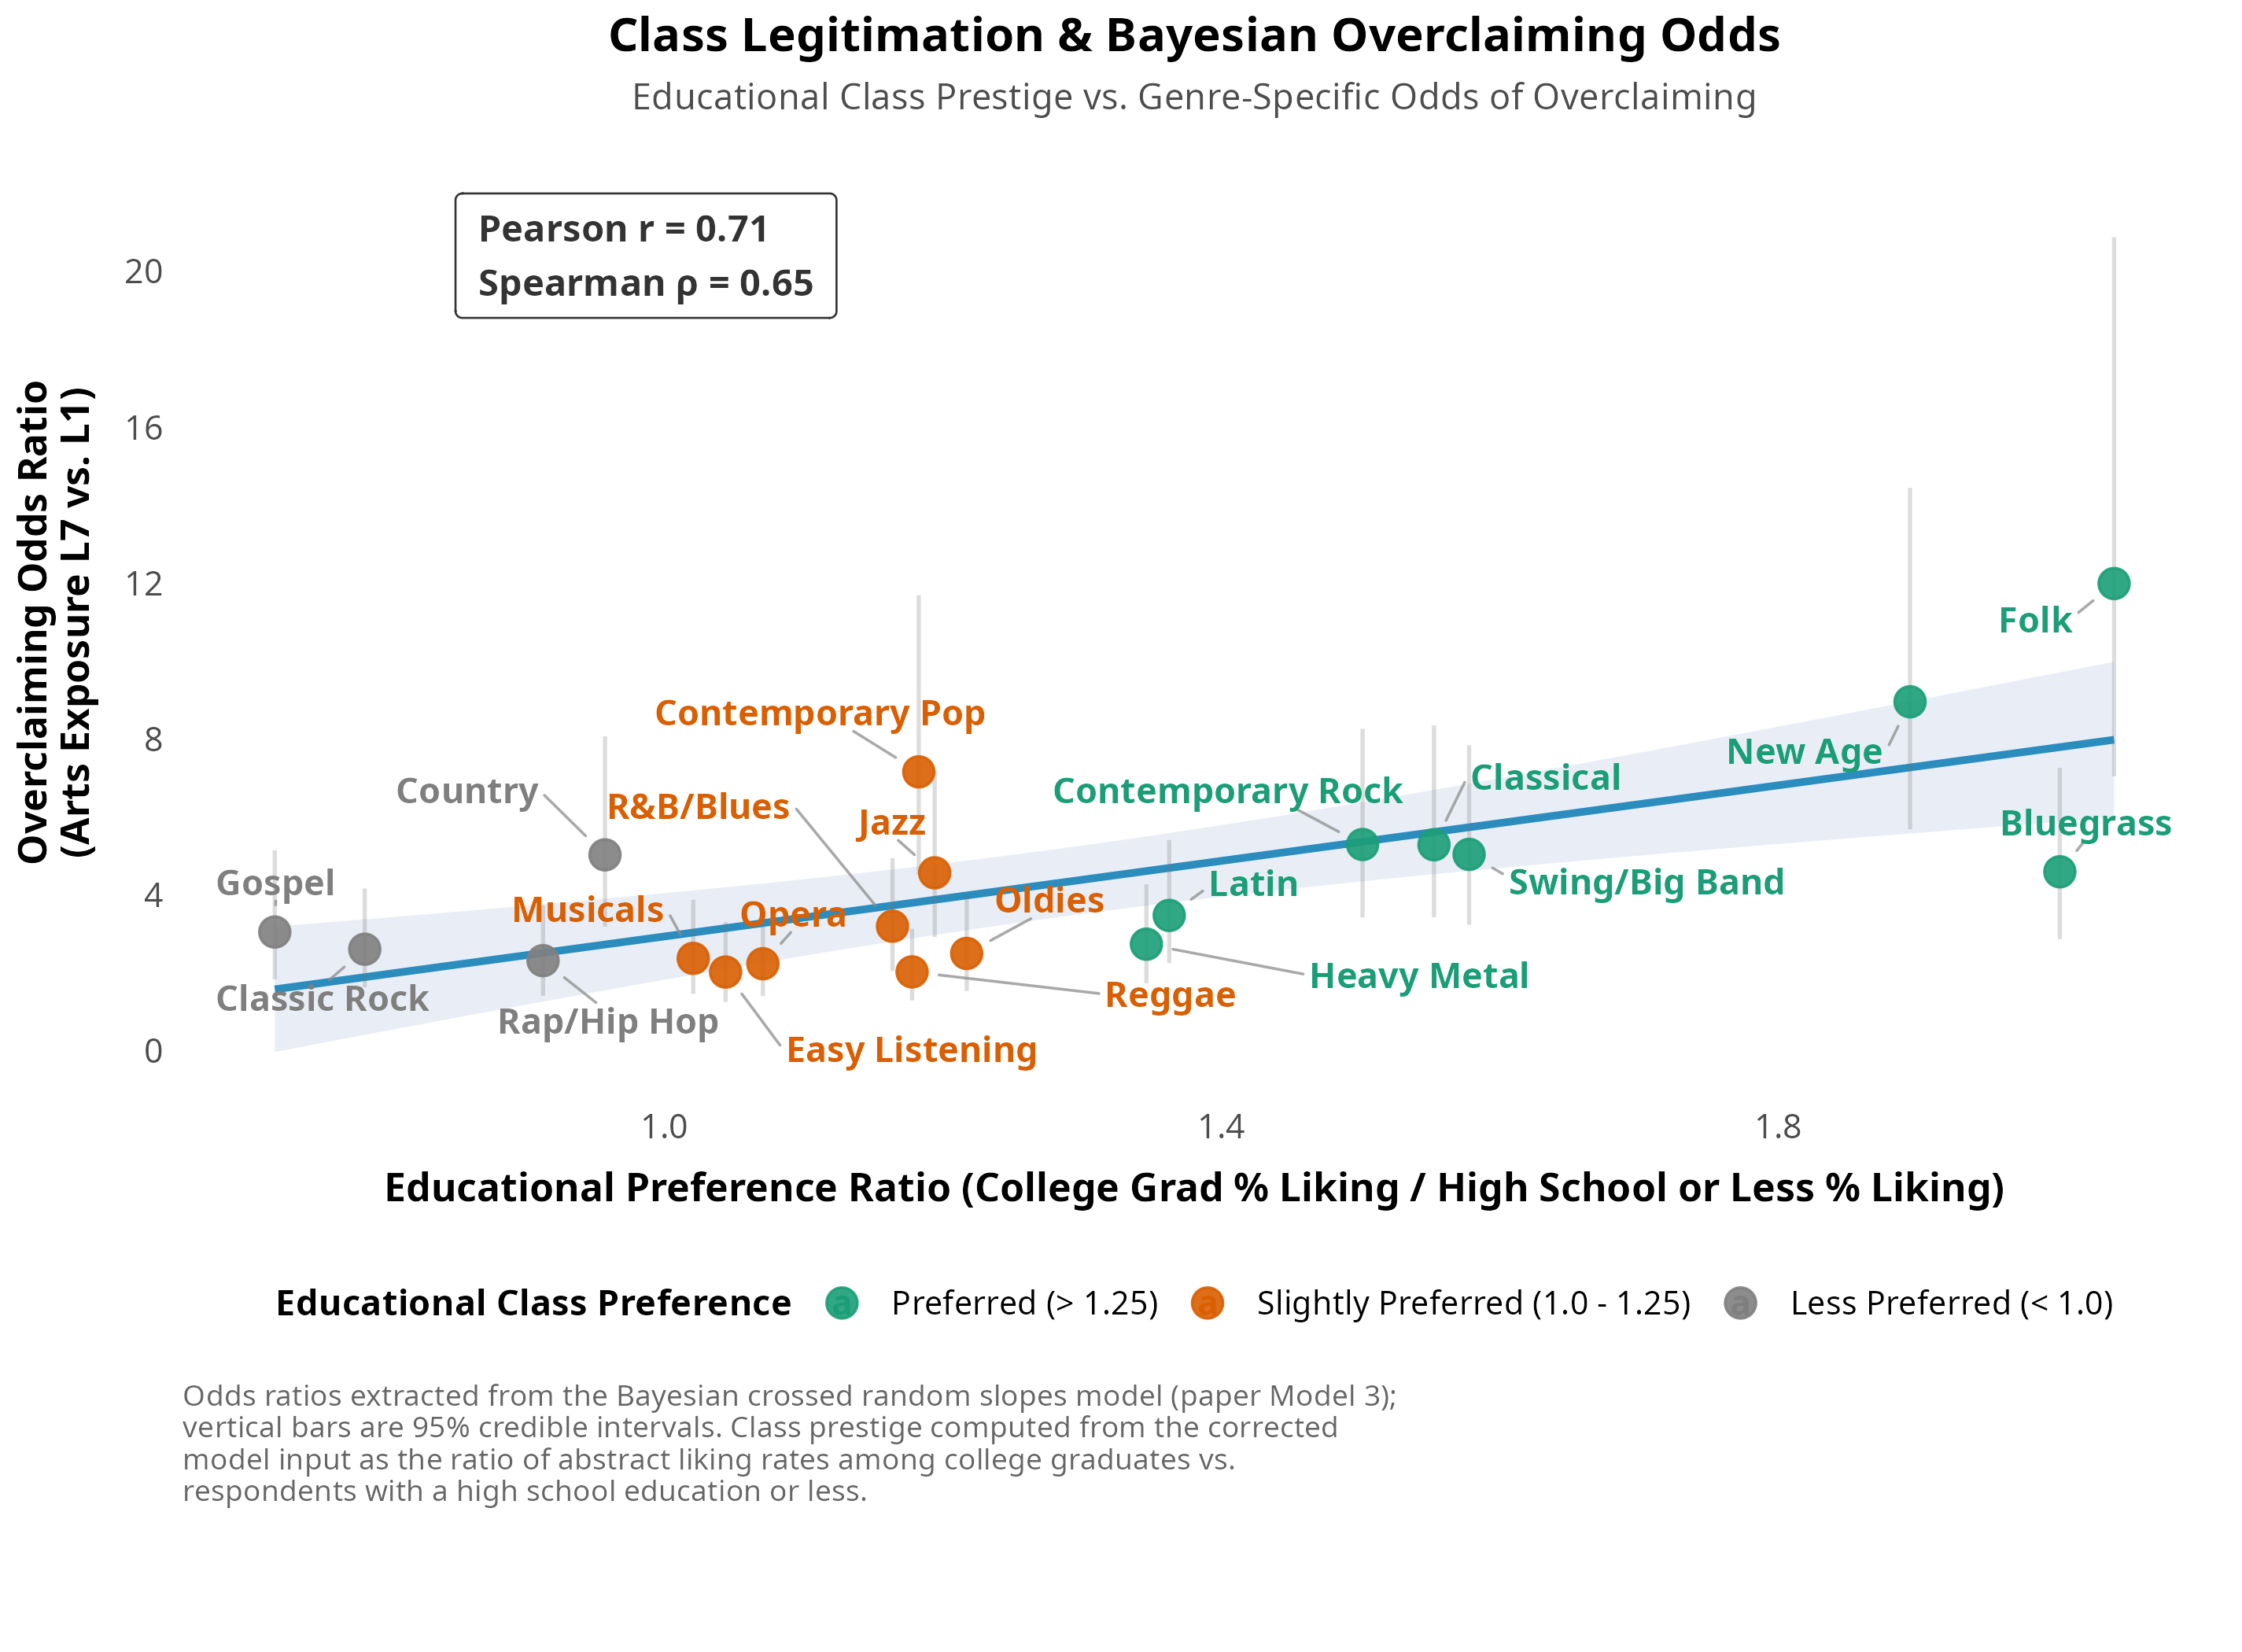 Class Legitimation & Bayesian Overclaiming Odds
Educational Class Prestige vs. Genre-Specific Odds of Overclaiming
Pearson r = 0.71
Spearman ρ = 0.65
Overclaiming Odds Ratio
(Arts Exposure L7 vs. L1)
20
16
12
8
4
0
Folk
Contemporary Pop
New Age
Country
R&B/Blues
Contemporary Rock
Classical
Jazz
Bluegrass
Gospel
Musicals
Opera
Oldies
Latin
Swing/Big Band
Classic Rock
Rap/Hip Hop
Reggae
Heavy Metal
Easy Listening
1.0
1.4
1.8
Educational Preference Ratio (College Grad % Liking / High School or Less % Liking)
Educational Class Preference
a Preferred (> 1.25)
a Slightly Preferred (1.0 - 1.25)
a Less Preferred (< 1.0)
Odds ratios extracted from the Bayesian crossed random slopes model (paper Model 3);
vertical bars are 95% credible intervals. Class prestige computed from the corrected
model input as the ratio of abstract liking rates among college graduates vs.
respondents with a high school education or less.